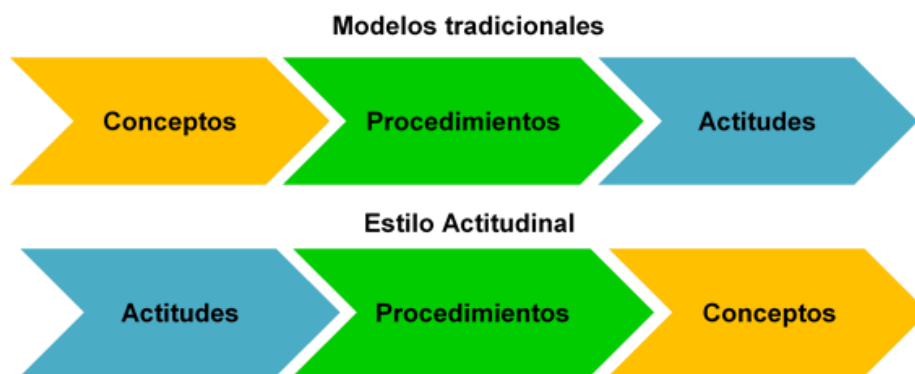 Modelos tradicionales
Conceptos Procedimientos Actitudes
Estilo Actitudinal
Actitudes Procedimientos Conceptos